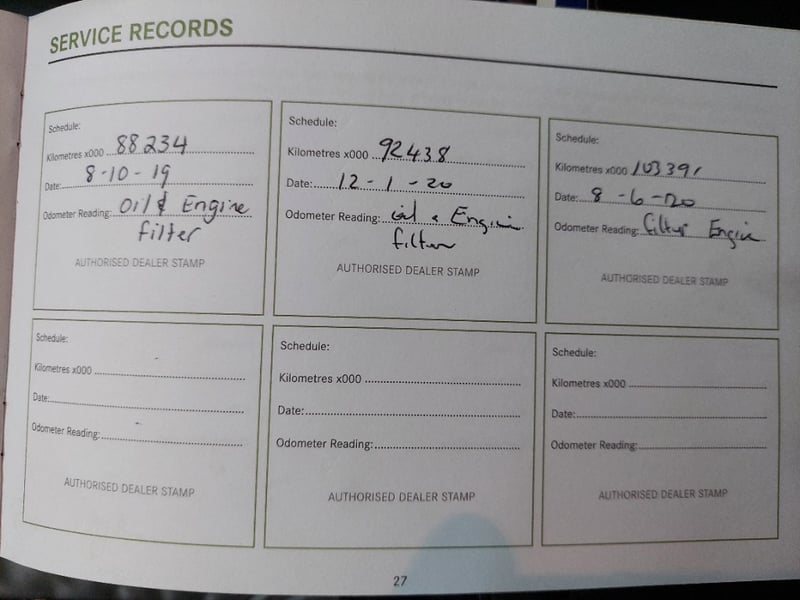 SERVICE RECORDS
Schedule:
Kilometres x000 88234
Date: 8-10-19
Odometer Reading: Oil & Engine
filter
AUTHORISED DEALER STAMP
Schedule:
Kilometres x000 92438
Date: 12-1-20
Odometer Reading: oil & Engine
filter
AUTHORISED DEALER STAMP
Schedule:
Kilometres x000 103391
Date: 8-6-20
Odometer Reading: filter Engine
AUTHORISED DEALER STAMP
Schedule:
Kilometres x000
Date:
Odometer Reading:
AUTHORISED DEALER STAMP
Schedule:
Kilometres x000
Date:
Odometer Reading:
AUTHORISED DEALER STAMP
Schedule:
Kilometres x000
Date:
Odometer Reading:
AUTHORISED DEALER STAMP
27